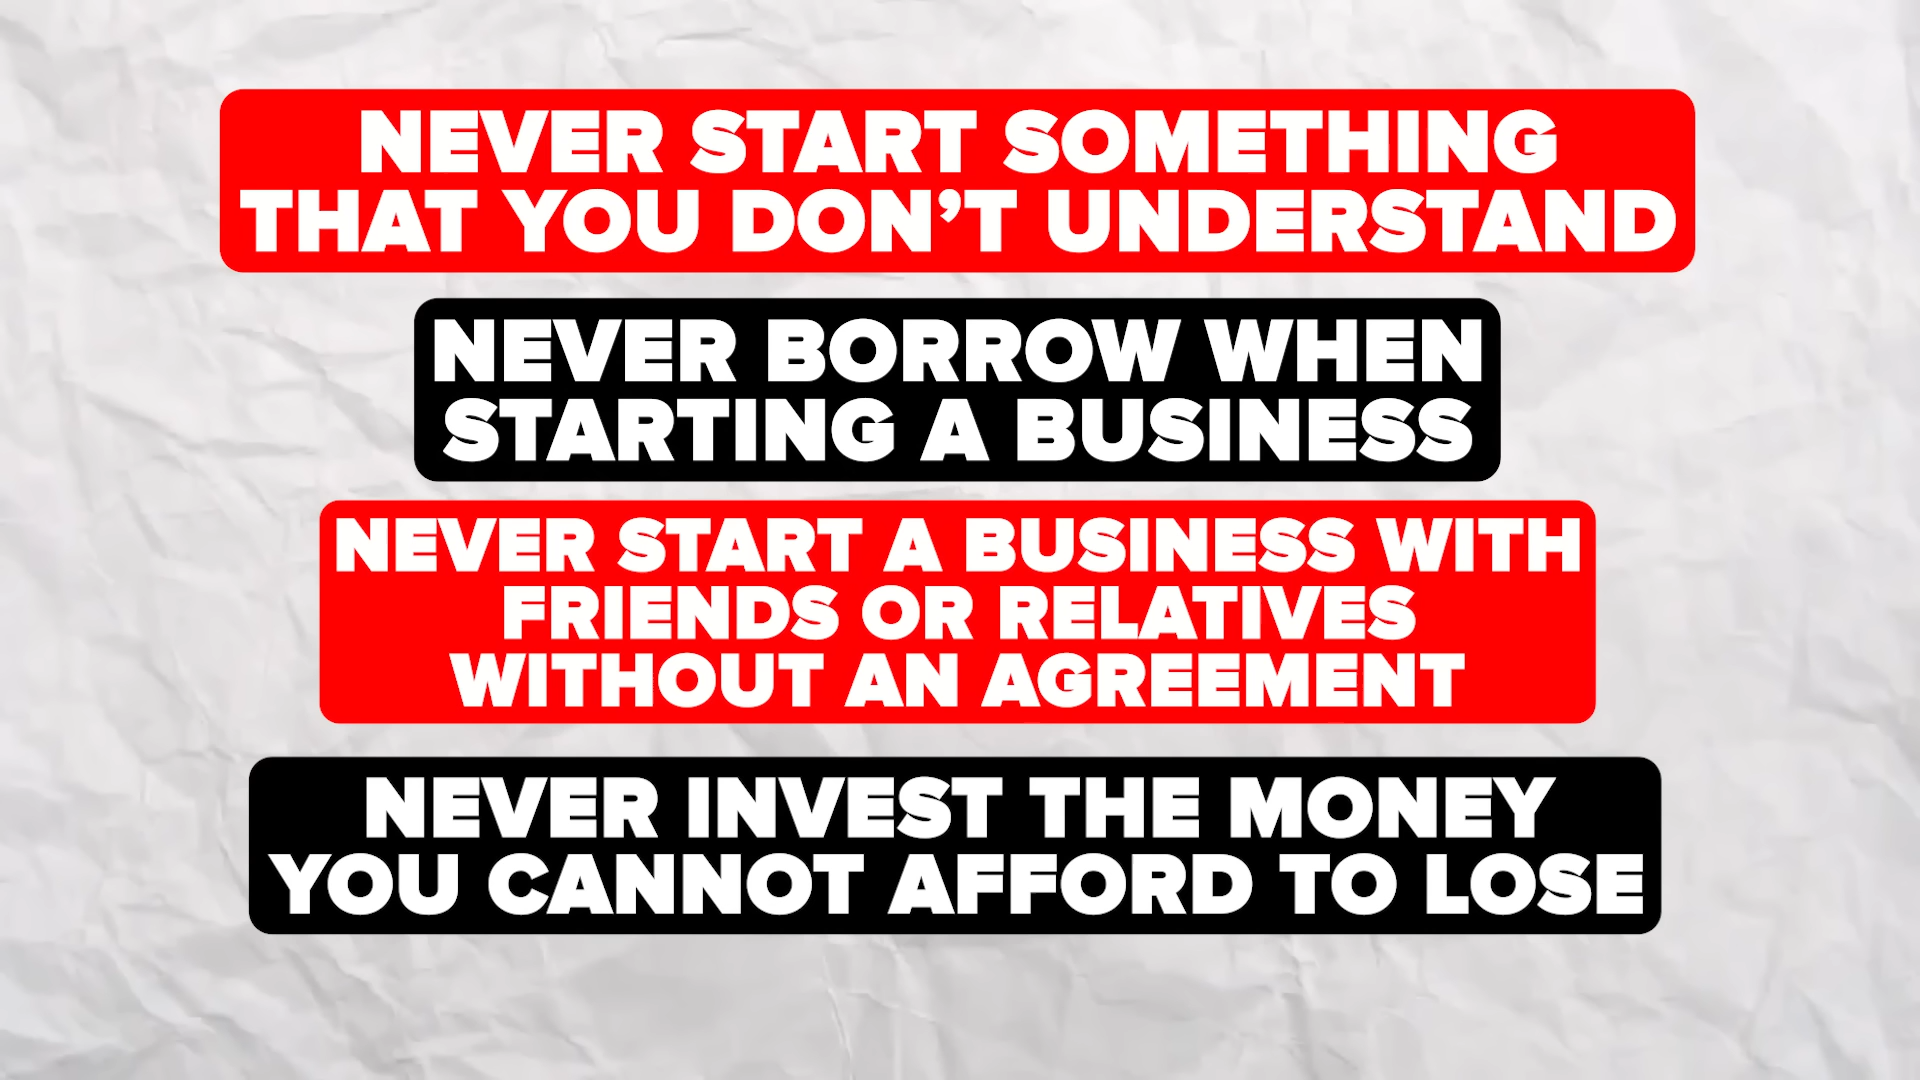 NEVER START SOMETHING
THAT YOU DON’T UNDERSTAND
NEVER BORROW WHEN
STARTING A BUSINESS
NEVER START A BUSINESS WITH
FRIENDS OR RELATIVES
WITHOUT AN AGREEMENT
NEVER INVEST THE MONEY
YOU CANNOT AFFORD TO LOSE